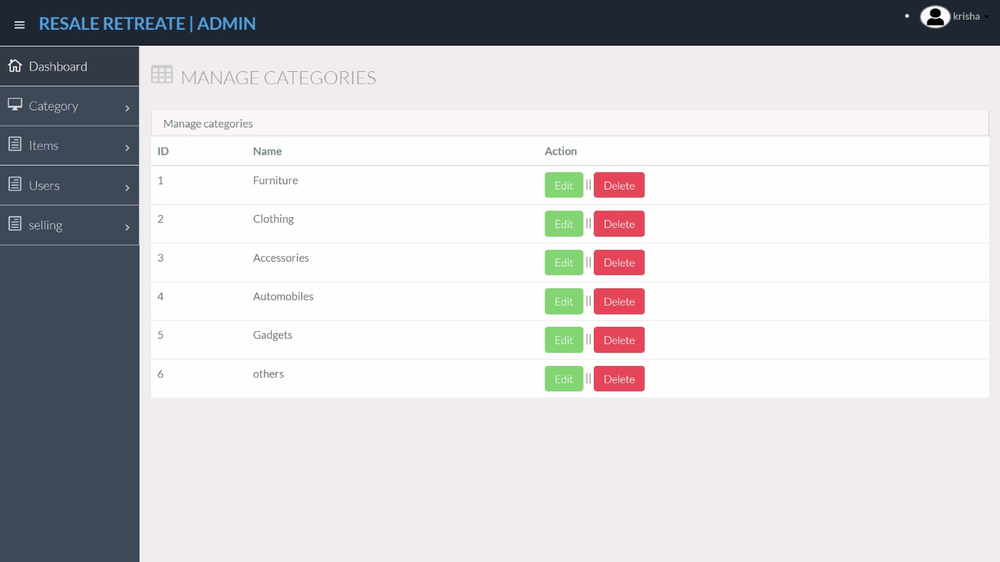 RESALE RETREATE | ADMIN
krisha
Dashboard
Category
Items
Users
selling
MANAGE CATEGORIES
Manage categories
ID Name Action
1 Furniture Edit || Delete
2 Clothing Edit || Delete
3 Accessories Edit || Delete
4 Automobiles Edit || Delete
5 Gadgets Edit || Delete
6 others Edit || Delete